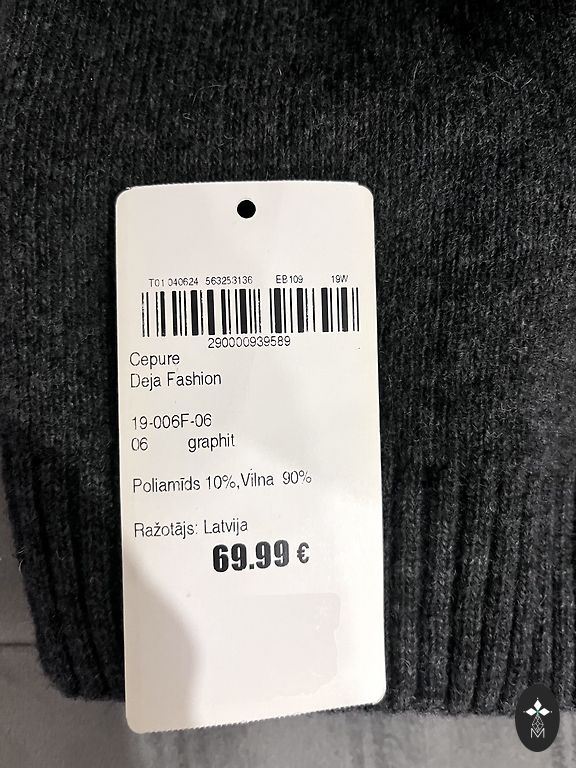 T01 040624 563253136 EB109 19W
290000939589
Cepure
Deja Fashion
19-006F-06
06 graphit
Poliamīds 10%,Vilna 90%
Ražotājs: Latvija
69.99 €
M